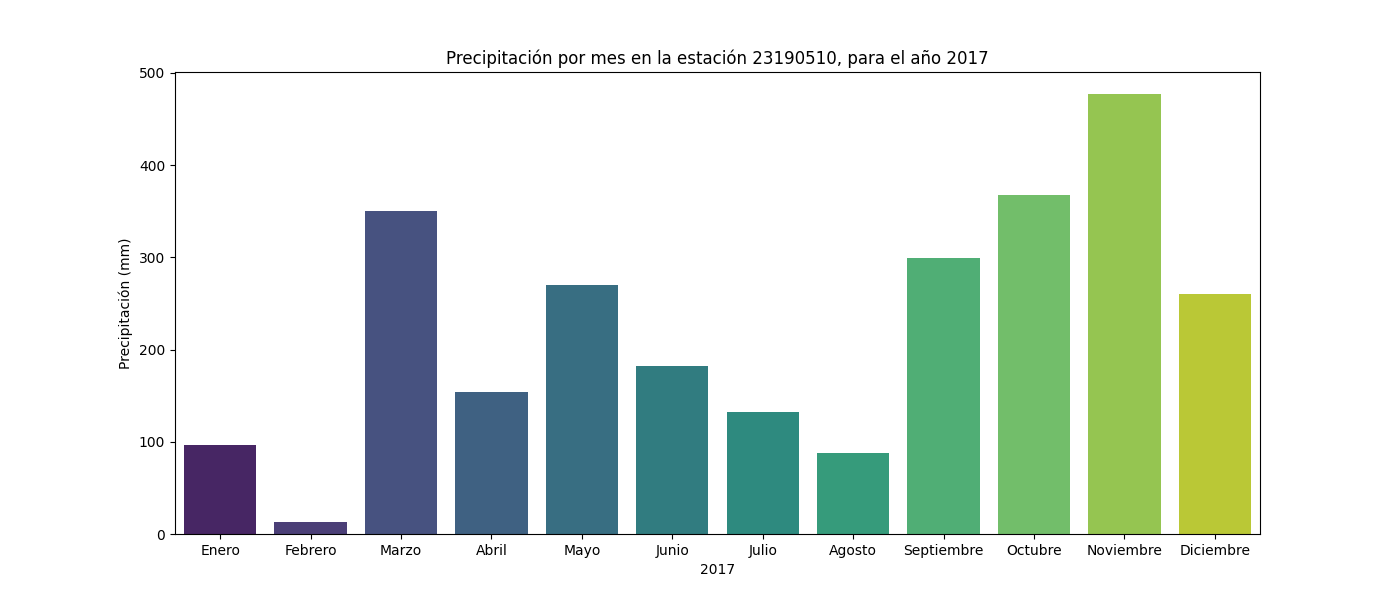 Precipitación por mes en la estación 23190510, para el año 2017
Precipitación (mm)
500
400
300
200
100
0
Enero Febrero Marzo Abril Mayo Junio Julio Agosto Septiembre Octubre Noviembre Diciembre
2017